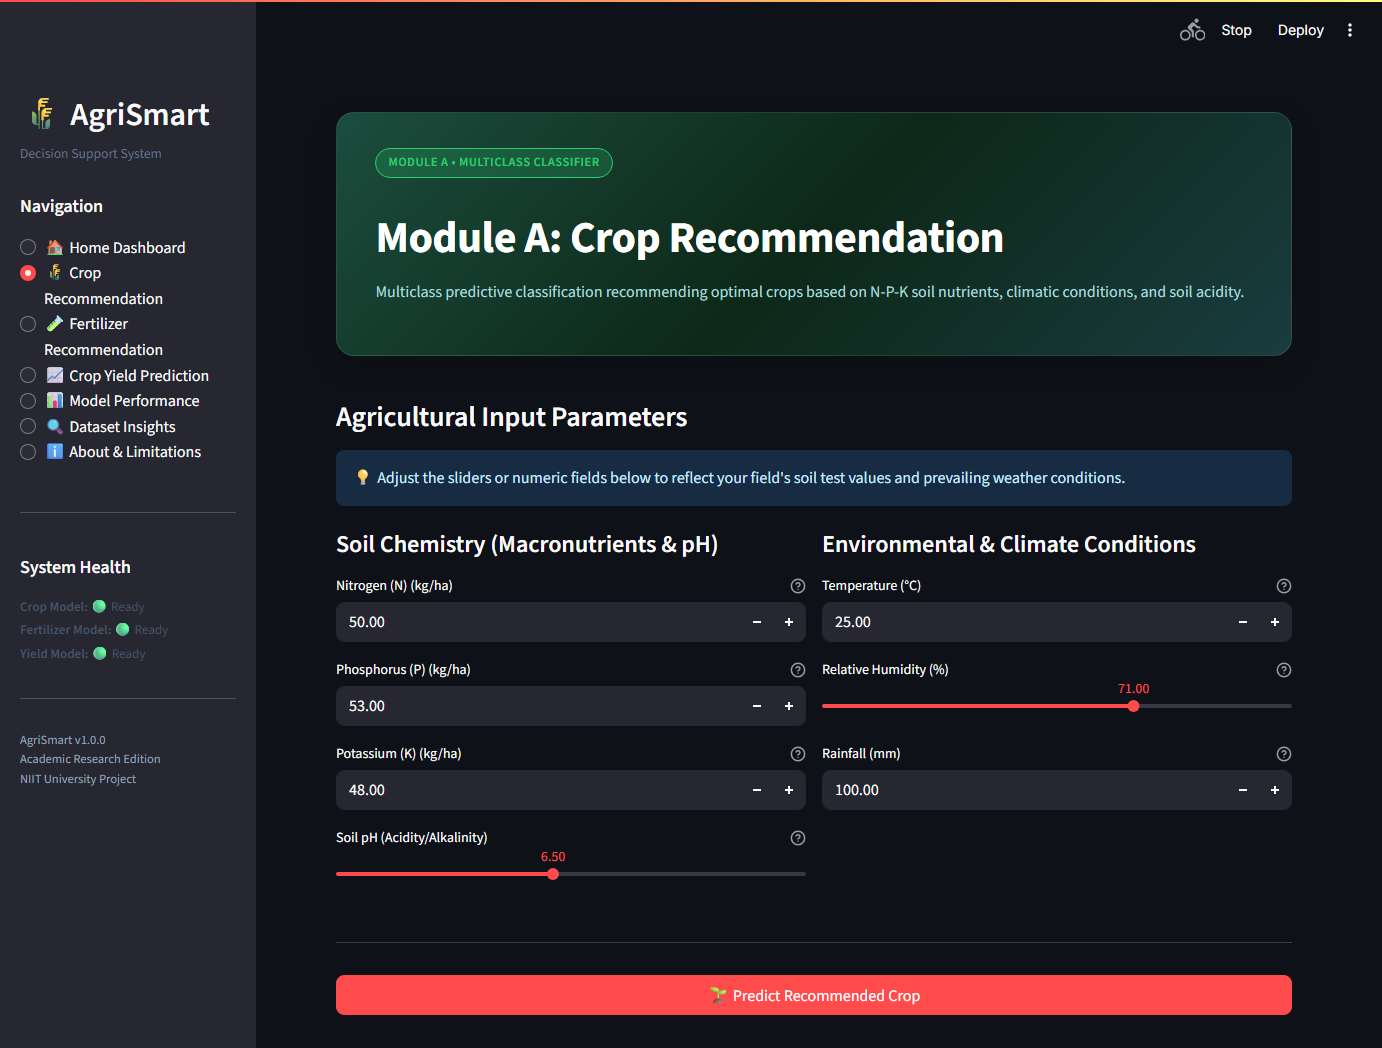 Stop Deploy
AgriSmart
Decision Support System
Navigation
Home Dashboard
Crop
Recommendation
Fertilizer
Recommendation
Crop Yield Prediction
Model Performance
Dataset Insights
About & Limitations
System Health
Crop Model: Ready
Fertilizer Model: Ready
Yield Model: Ready
AgriSmart v1.0.0
Academic Research Edition
NIIT University Project
MODULE A • MULTICLASS CLASSIFIER
Module A: Crop Recommendation
Multiclass predictive classification recommending optimal crops based on N-P-K soil nutrients, climatic conditions, and soil acidity.
Agricultural Input Parameters
Adjust the sliders or numeric fields below to reflect your field's soil test values and prevailing weather conditions.
Soil Chemistry (Macronutrients & pH)
Nitrogen (N) (kg/ha)
50.00
Phosphorus (P) (kg/ha)
53.00
Potassium (K) (kg/ha)
48.00
Soil pH (Acidity/Alkalinity)
6.50
Environmental & Climate Conditions
Temperature (°C)
25.00
Relative Humidity (%)
71.00
Rainfall (mm)
100.00
Predict Recommended Crop